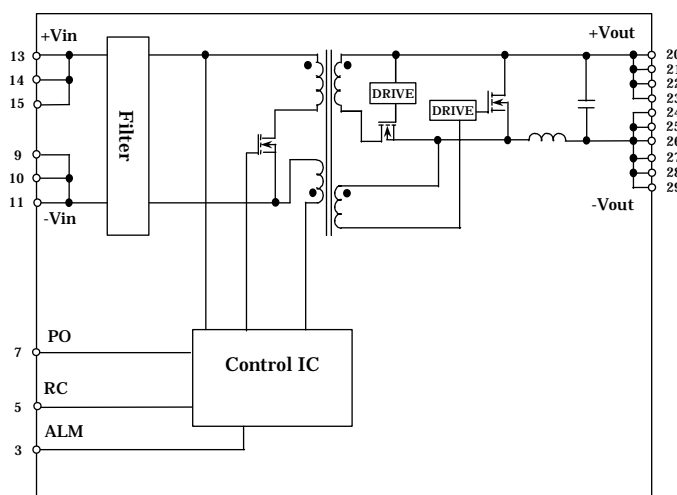 +Vin
+Vout
13
14
15
9
10
11
-Vin
Filter
DRIVE
DRIVE
20
21
22
23
24
25
26
27
28
29
-Vout
PO
7
RC
5
ALM
3
Control IC